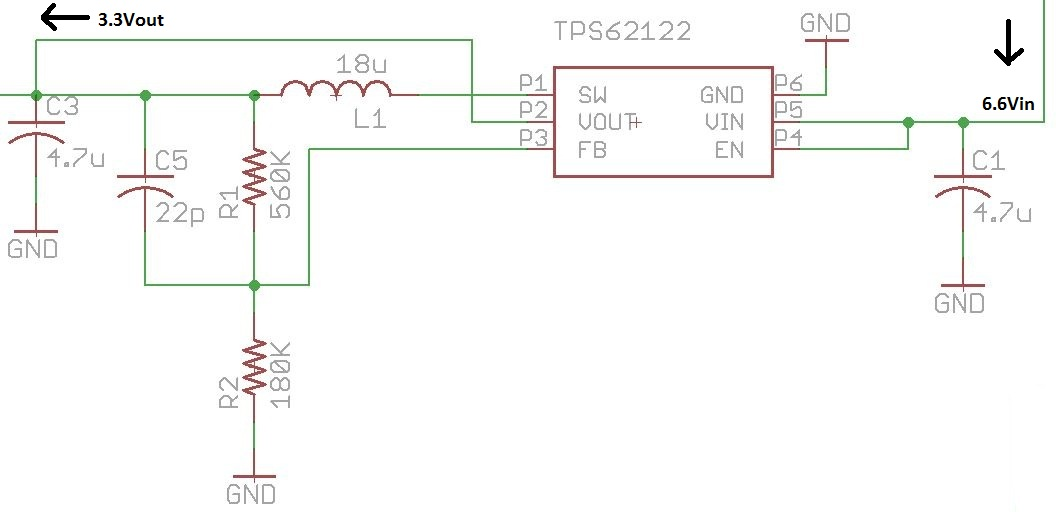 3.3Vout
TPS62122
GND
18u
L1
P1
P2
P3
SW
VOUT
FB
GND
VIN
EN
P6
P5
P4
6.6Vin
C3
4.7u
GND
C5
22p
R1
560K
C1
4.7u
GND
R2
180K
GND